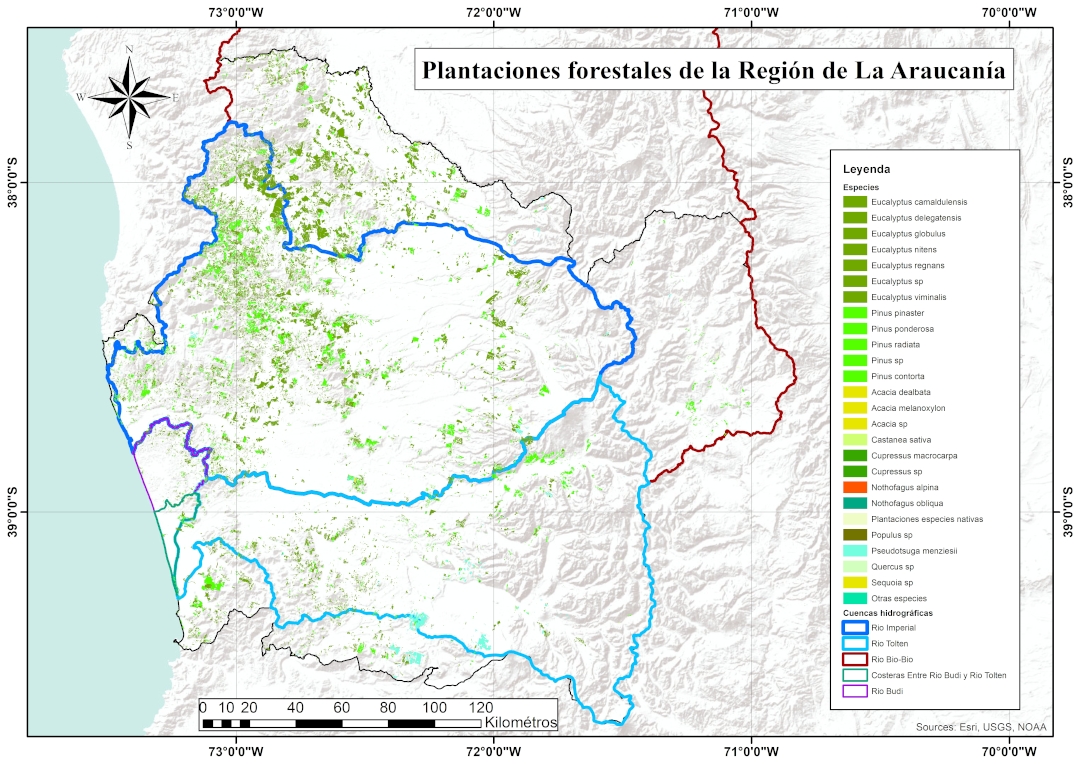 73°0'0"W 72°0'0"W 71°0'0"W 70°0'0"W
N
W E
S
Plantaciones forestales de la Región de La Araucanía
38°0'0"S 38°0'0"S
39°0'0"S 39°0'0"S
Leyenda
Especies
Eucalyptus camaldulensis
Eucalyptus delegatensis
Eucalyptus globulus
Eucalyptus nitens
Eucalyptus regnans
Eucalyptus sp
Eucalyptus viminalis
Pinus pinaster
Pinus ponderosa
Pinus radiata
Pinus sp
Pinus contorta
Acacia dealbata
Acacia melanoxylon
Acacia sp
Castanea sativa
Cupressus macrocarpa
Cupressus sp
Nothofagus alpina
Nothofagus obliqua
Plantaciones especies nativas
Populus sp
Pseudotsuga menziesii
Quercus sp
Sequoia sp
Otras especies
Cuencas hidrográficas
Rio Imperial
Rio Tolten
Rio Bio-Bio
Costeras Entre Rio Budi y Rio Tolten
Rio Budi
0 10 20 40 60 80 100 120
Kilométros
Sources: Esri, USGS, NOAA
73°0'0"W 72°0'0"W 71°0'0"W 70°0'0"W